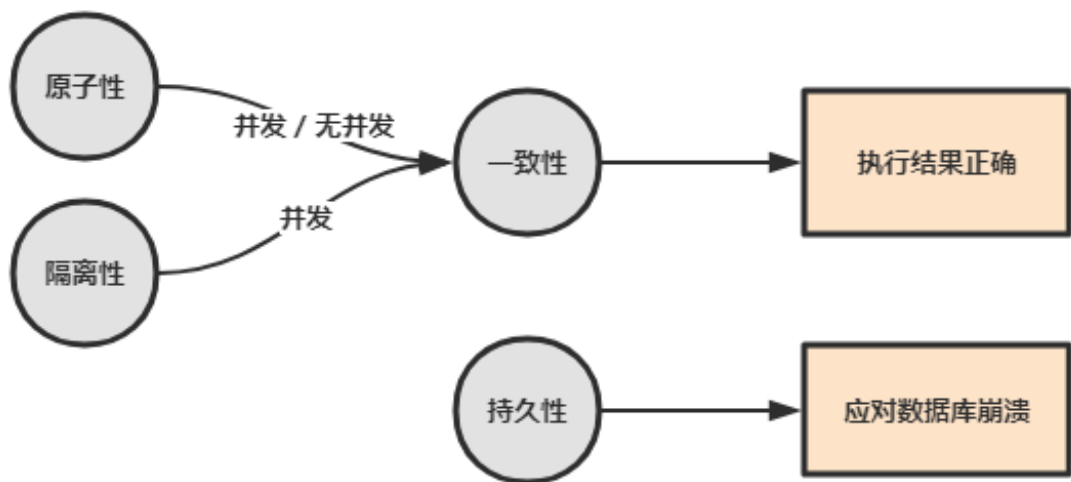 原子性
并发 / 无并发
一致性
执行结果正确
并发
隔离性
持久性
应对数据库崩溃